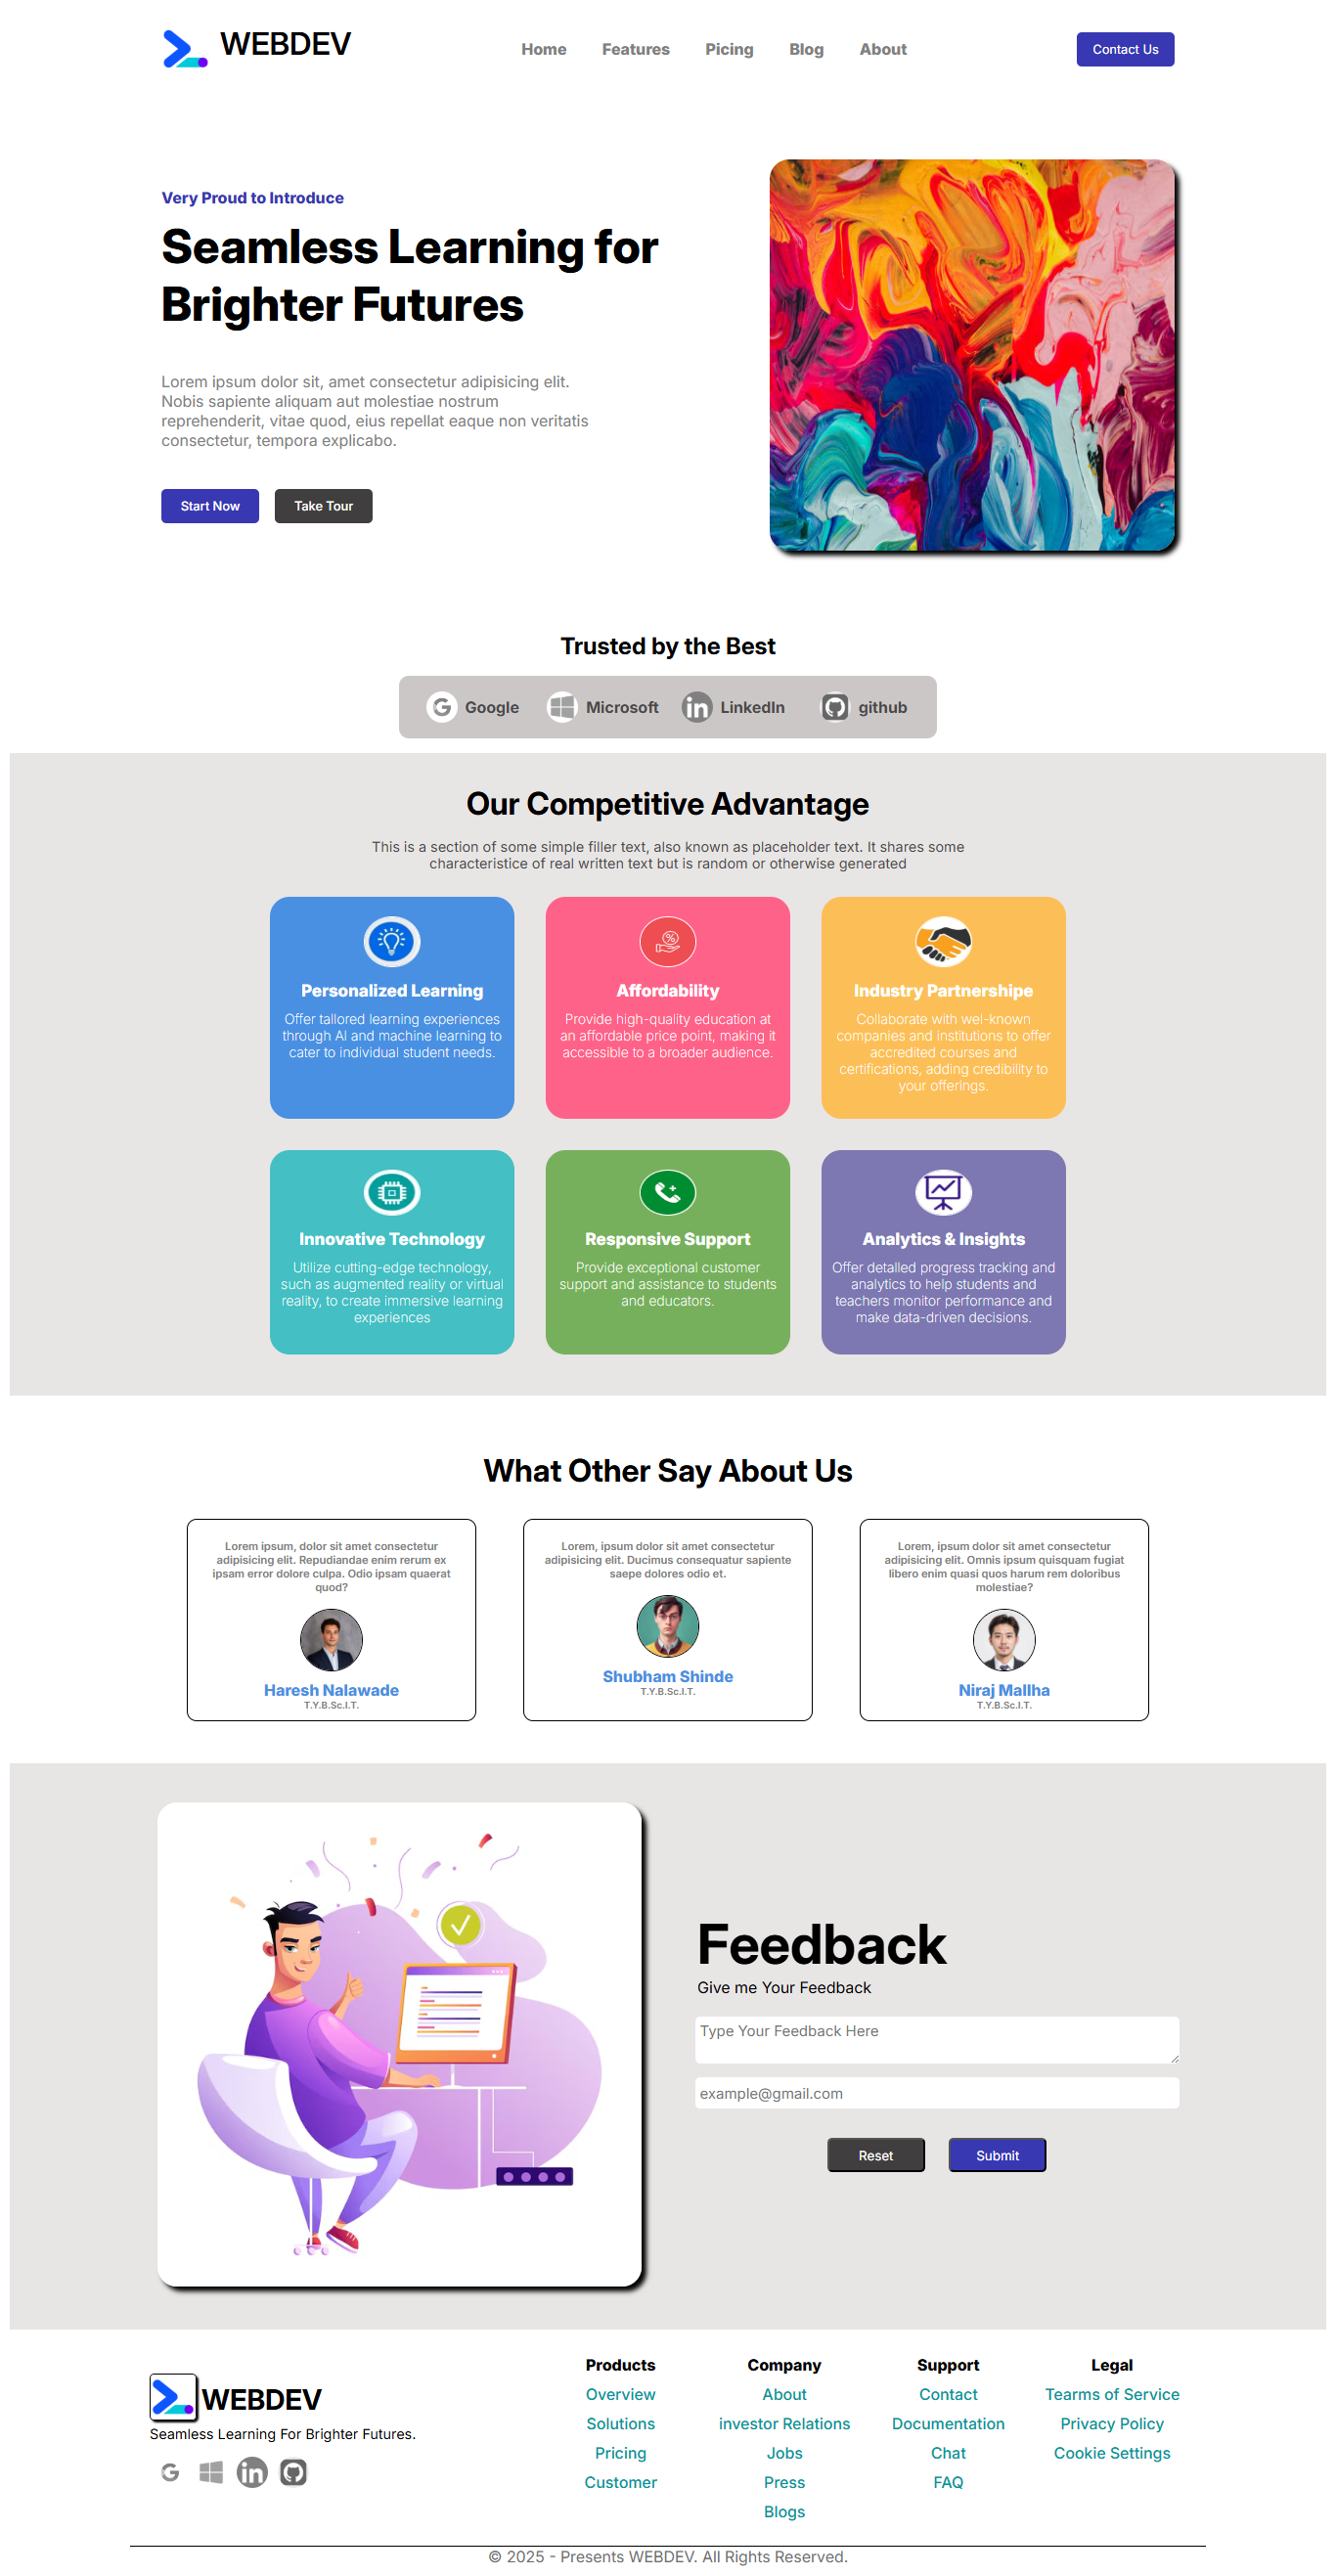 WEBDEV
Home Features Picing Blog About
Contact Us
Very Proud to Introduce
Seamless Learning for
Brighter Futures
Lorem ipsum dolor sit, amet consectetur adipisicing elit.
Nobis sapiente aliquam aut molestiae nostrum
reprehenderit, vitae quod, eius repellat eaque non veritatis
consectetur, tempora explicabo.
Start Now Take Tour
Trusted by the Best
Google Microsoft LinkedIn github
Our Competitive Advantage
This is a section of some simple filler text, also known as placeholder text. It shares some
characteristice of real written text but is random or otherwise generated
Personalized Learning
Offer tallored learning experiences
through AI and machine learning to
cater to individual student needs.
Affordability
Provide high-quality education at
an affordable price point, making it
accessible to a broader audience.
Industry Partnershipe
Collaborate with wel-known
companies and institutions to offer
accredited courses and
certifications, adding credibility to
your offerings.
Innovative Technology
Utilize cutting-edge technology,
such as augmented reality or virtual
reality, to create immersive learning
experiences
Responsive Support
Provide exceptional customer
support and assistance to students
and educators.
Analytics & Insights
Offer detalled progress tracking and
analytics to help students and
teachers monitor performance and
make data-driven decisions.
What Other Say About Us
Lorem ipsum, dolor sit amet consectetur
adipisicing elit. Repudiandae enim rerum ex
ipsam error dolore culpa. Odio ipsam quaerat
quod?
Haresh Nalawade
T.Y.B.Sc.I.T.
Lorem, ipsum dolor sit amet consectetur
adipisicing elit. Ducimus consequatur sapiente
saepe dolores odio et.
Shubham Shinde
T.Y.B.Sc.I.T.
Lorem, ipsum dolor sit amet consectetur
adipisicing elit. Omnis ipsum quisquam fugiat
libero enim quasi quos harum rem doloribus
molestiae?
Niraj Mallha
T.Y.B.Sc.I.T.
Feedback
Give me Your Feedback
Type Your Feedback Here
example@gmail.com
Reset Submit
WEBDEV
Seamless Learning For Brighter Futures.
Products
Overview
Solutions
Pricing
Customer
Company
About
investor Relations
Jobs
Press
Blogs
Support
Contact
Documentation
Chat
FAQ
Legal
Tearms of Service
Privacy Policy
Cookie Settings
© 2025 - Presents WEBDEV. All Rights Reserved.